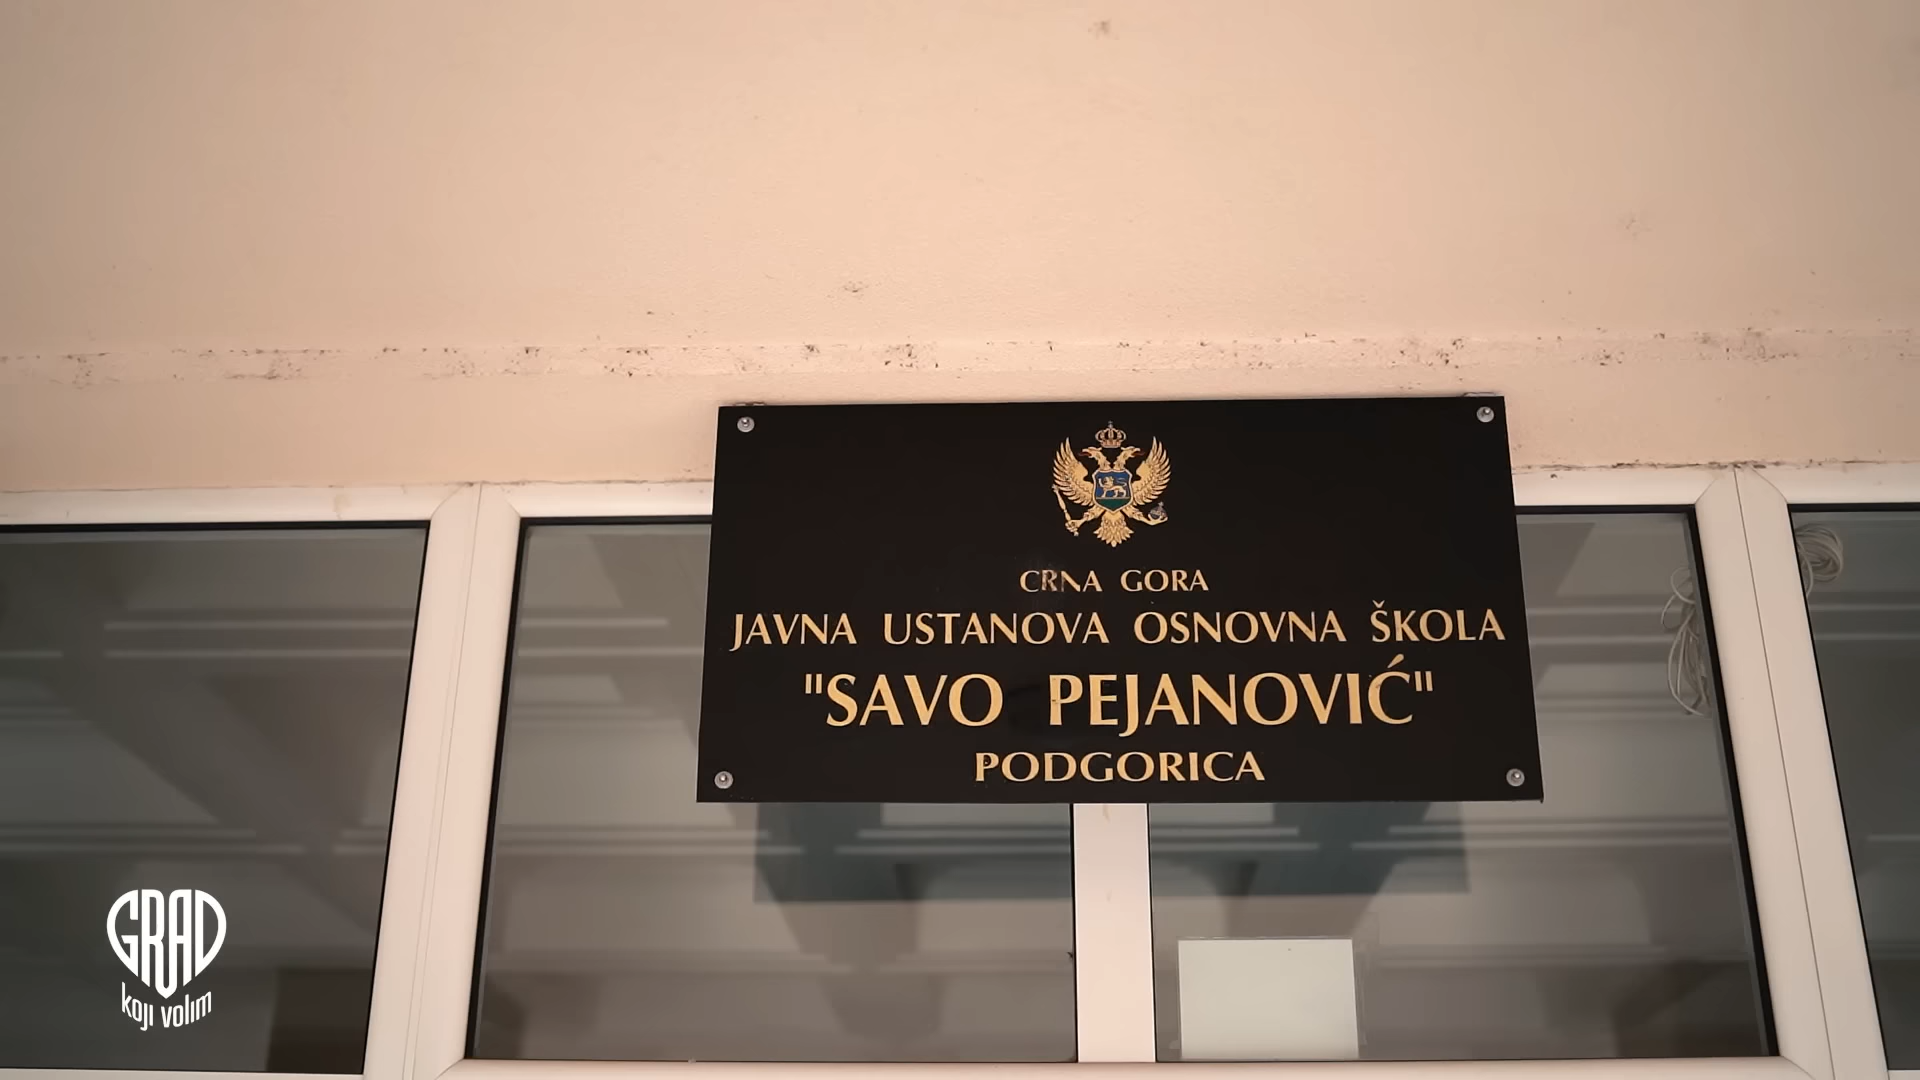 CRNA GORA
JAVNA USTANOVA OSNOVNA ŠKOLA
"SAVO PEJANOVIĆ"
PODGORICA
GRAD
koji volim